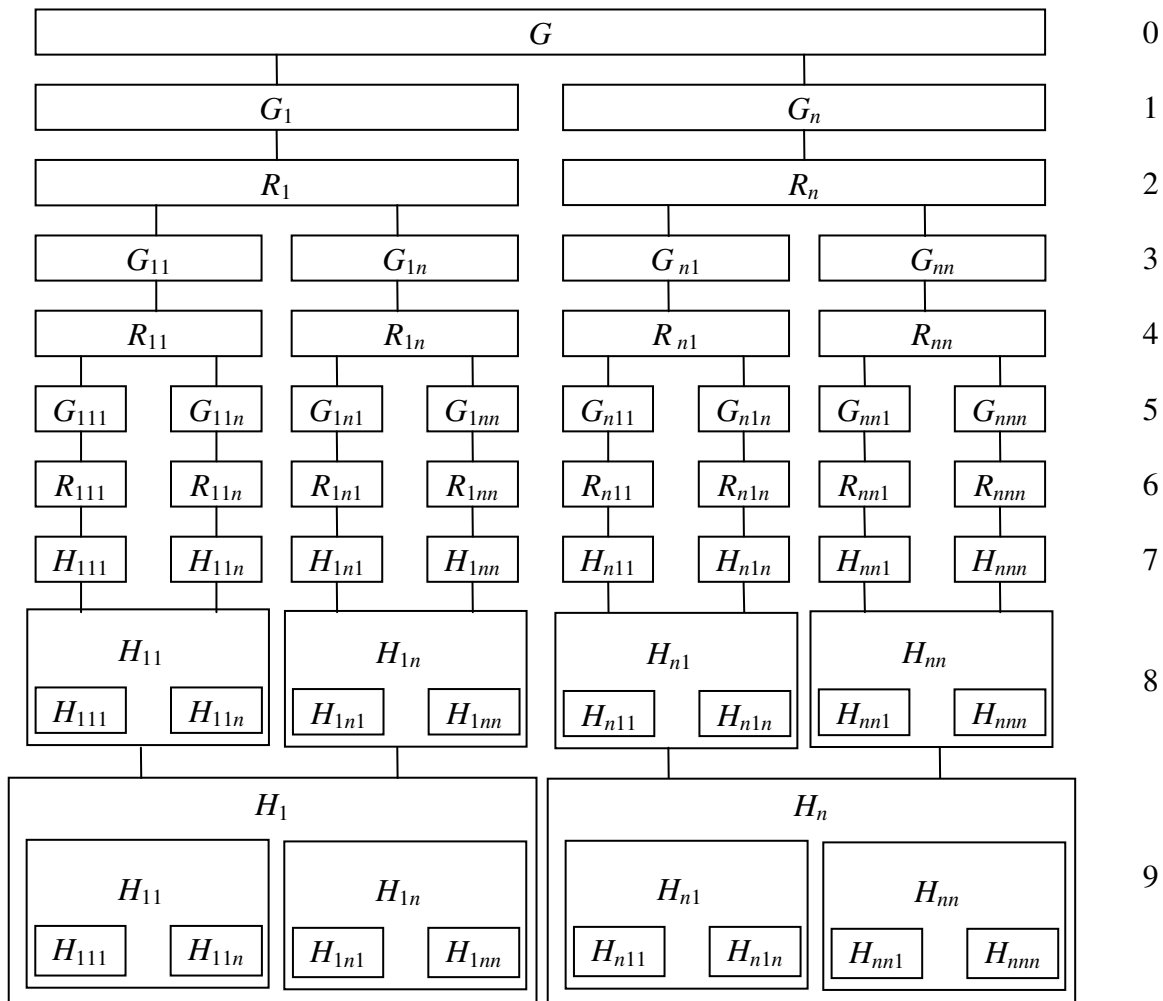 G 0
G₁ Gₙ 1
R₁ Rₙ 2
G₁₁ G₁ₙ Gₙ₁ Gₙₙ 3
R₁₁ R₁ₙ Rₙ₁ Rₙₙ 4
G₁₁₁ G₁₁ₙ G₁ₙ₁ G₁ₙₙ Gₙ₁₁ Gₙ₁ₙ Gₙₙ₁ Gₙₙₙ 5
R₁₁₁ R₁₁ₙ R₁ₙ₁ R₁ₙₙ Rₙ₁₁ Rₙ₁ₙ Rₙₙ₁ Rₙₙₙ 6
H₁₁₁ H₁₁ₙ H₁ₙ₁ H₁ₙₙ Hₙ₁₁ Hₙ₁ₙ Hₙₙ₁ Hₙₙₙ 7
H₁₁ H₁ₙ Hₙ₁ Hₙₙ 8
H₁₁₁ H₁₁ₙ H₁ₙ₁ H₁ₙₙ Hₙ₁₁ Hₙ₁ₙ Hₙₙ₁ Hₙₙₙ
H₁ Hₙ
H₁₁ H₁ₙ Hₙ₁ Hₙₙ 9
H₁₁₁ H₁₁ₙ H₁ₙ₁ H₁ₙₙ Hₙ₁₁ Hₙ₁ₙ Hₙₙ₁ Hₙₙₙ